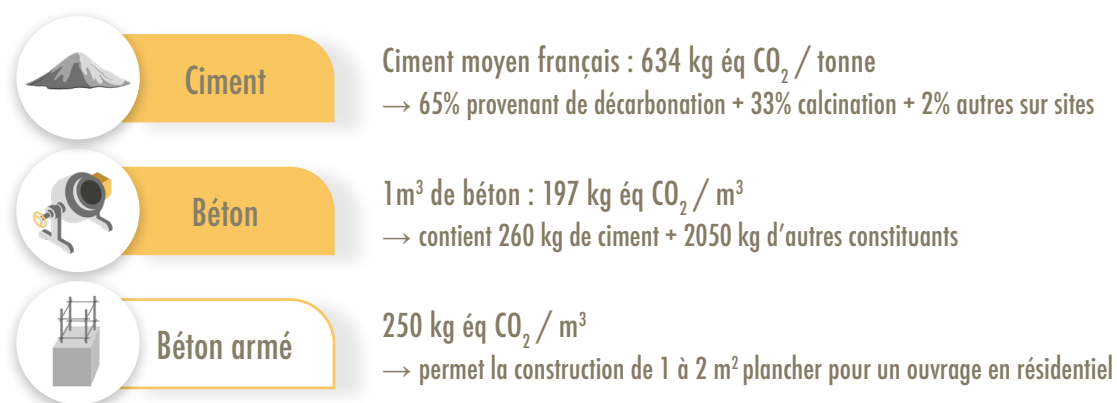 Ciment
Ciment moyen français : 634 kg éq CO₂ / tonne
→ 65% provenant de décarbonation + 33% calcination + 2% autres sur sites
Béton
1m³ de béton : 197 kg éq CO₂ / m³
→ contient 260 kg de ciment + 2050 kg d’autres constituants
Béton armé
250 kg éq CO₂ / m³
→ permet la construction de 1 à 2 m² plancher pour un ouvrage en résidentiel